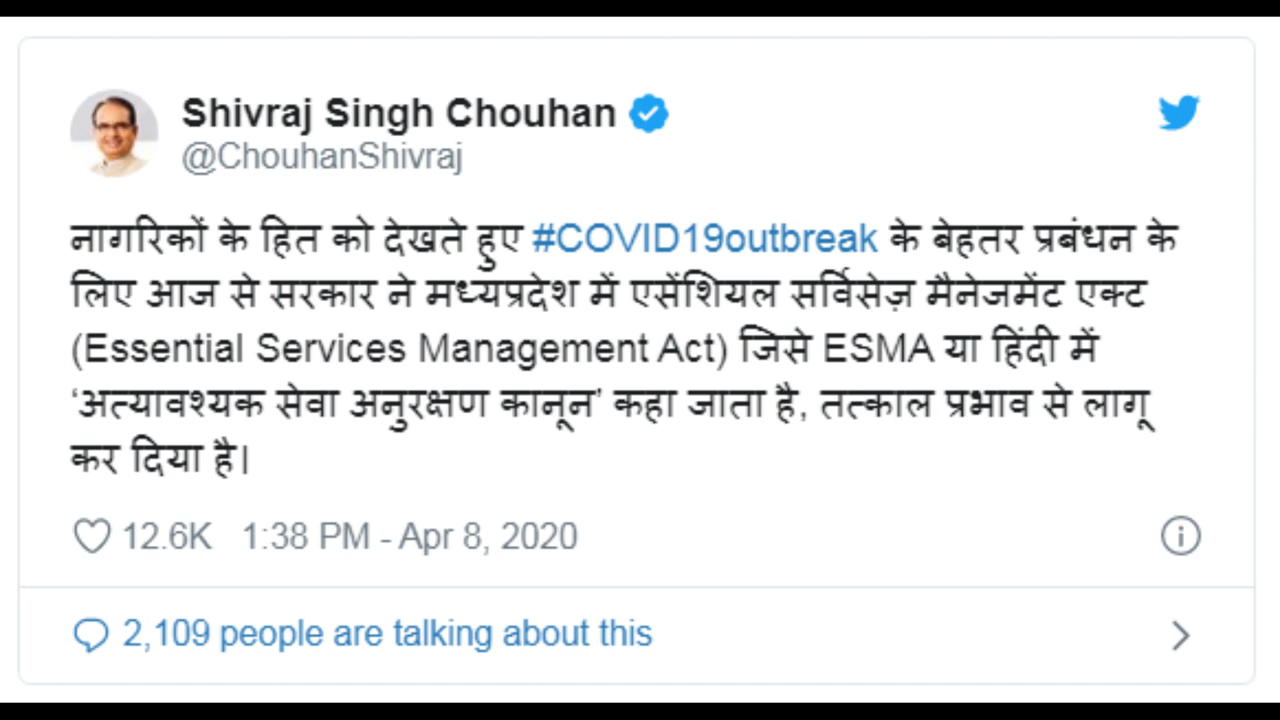 Shivraj Singh Chouhan
@ChouhanShivraj
नागरिकों के हित को देखते हुए #COVID19outbreak के बेहतर प्रबंधन के
लिए आज से सरकार ने मध्यप्रदेश में एसेंशियल सर्विसेज़ मैनेजमेंट एक्ट
(Essential Services Management Act) जिसे ESMA या हिंदी में
‘अत्यावश्यक सेवा अनुरक्षण कानून’ कहा जाता है, तत्काल प्रभाव से लागू
कर दिया है।
12.6K 1:38 PM - Apr 8, 2020
2,109 people are talking about this